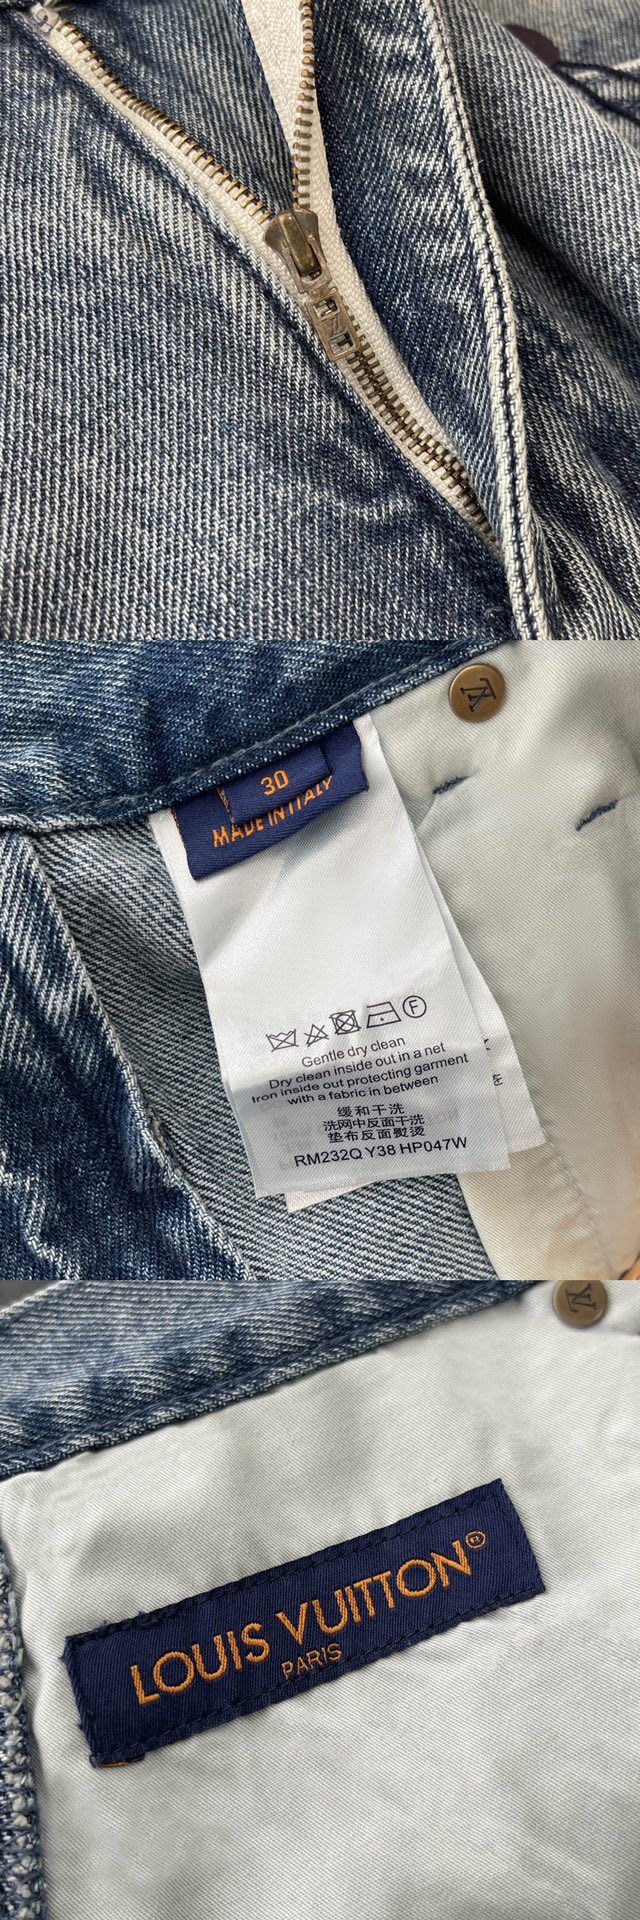 LV
30
MADE IN ITALY
F
Gentle dry clean
Dry clean inside out in a net
Iron inside out protecting garment
with a fabric in between
缓和干洗
洗网中反面干洗
垫布反面熨烫
RM232Q Y38 HP047W
LV
LOUIS VUITTON®
PARIS